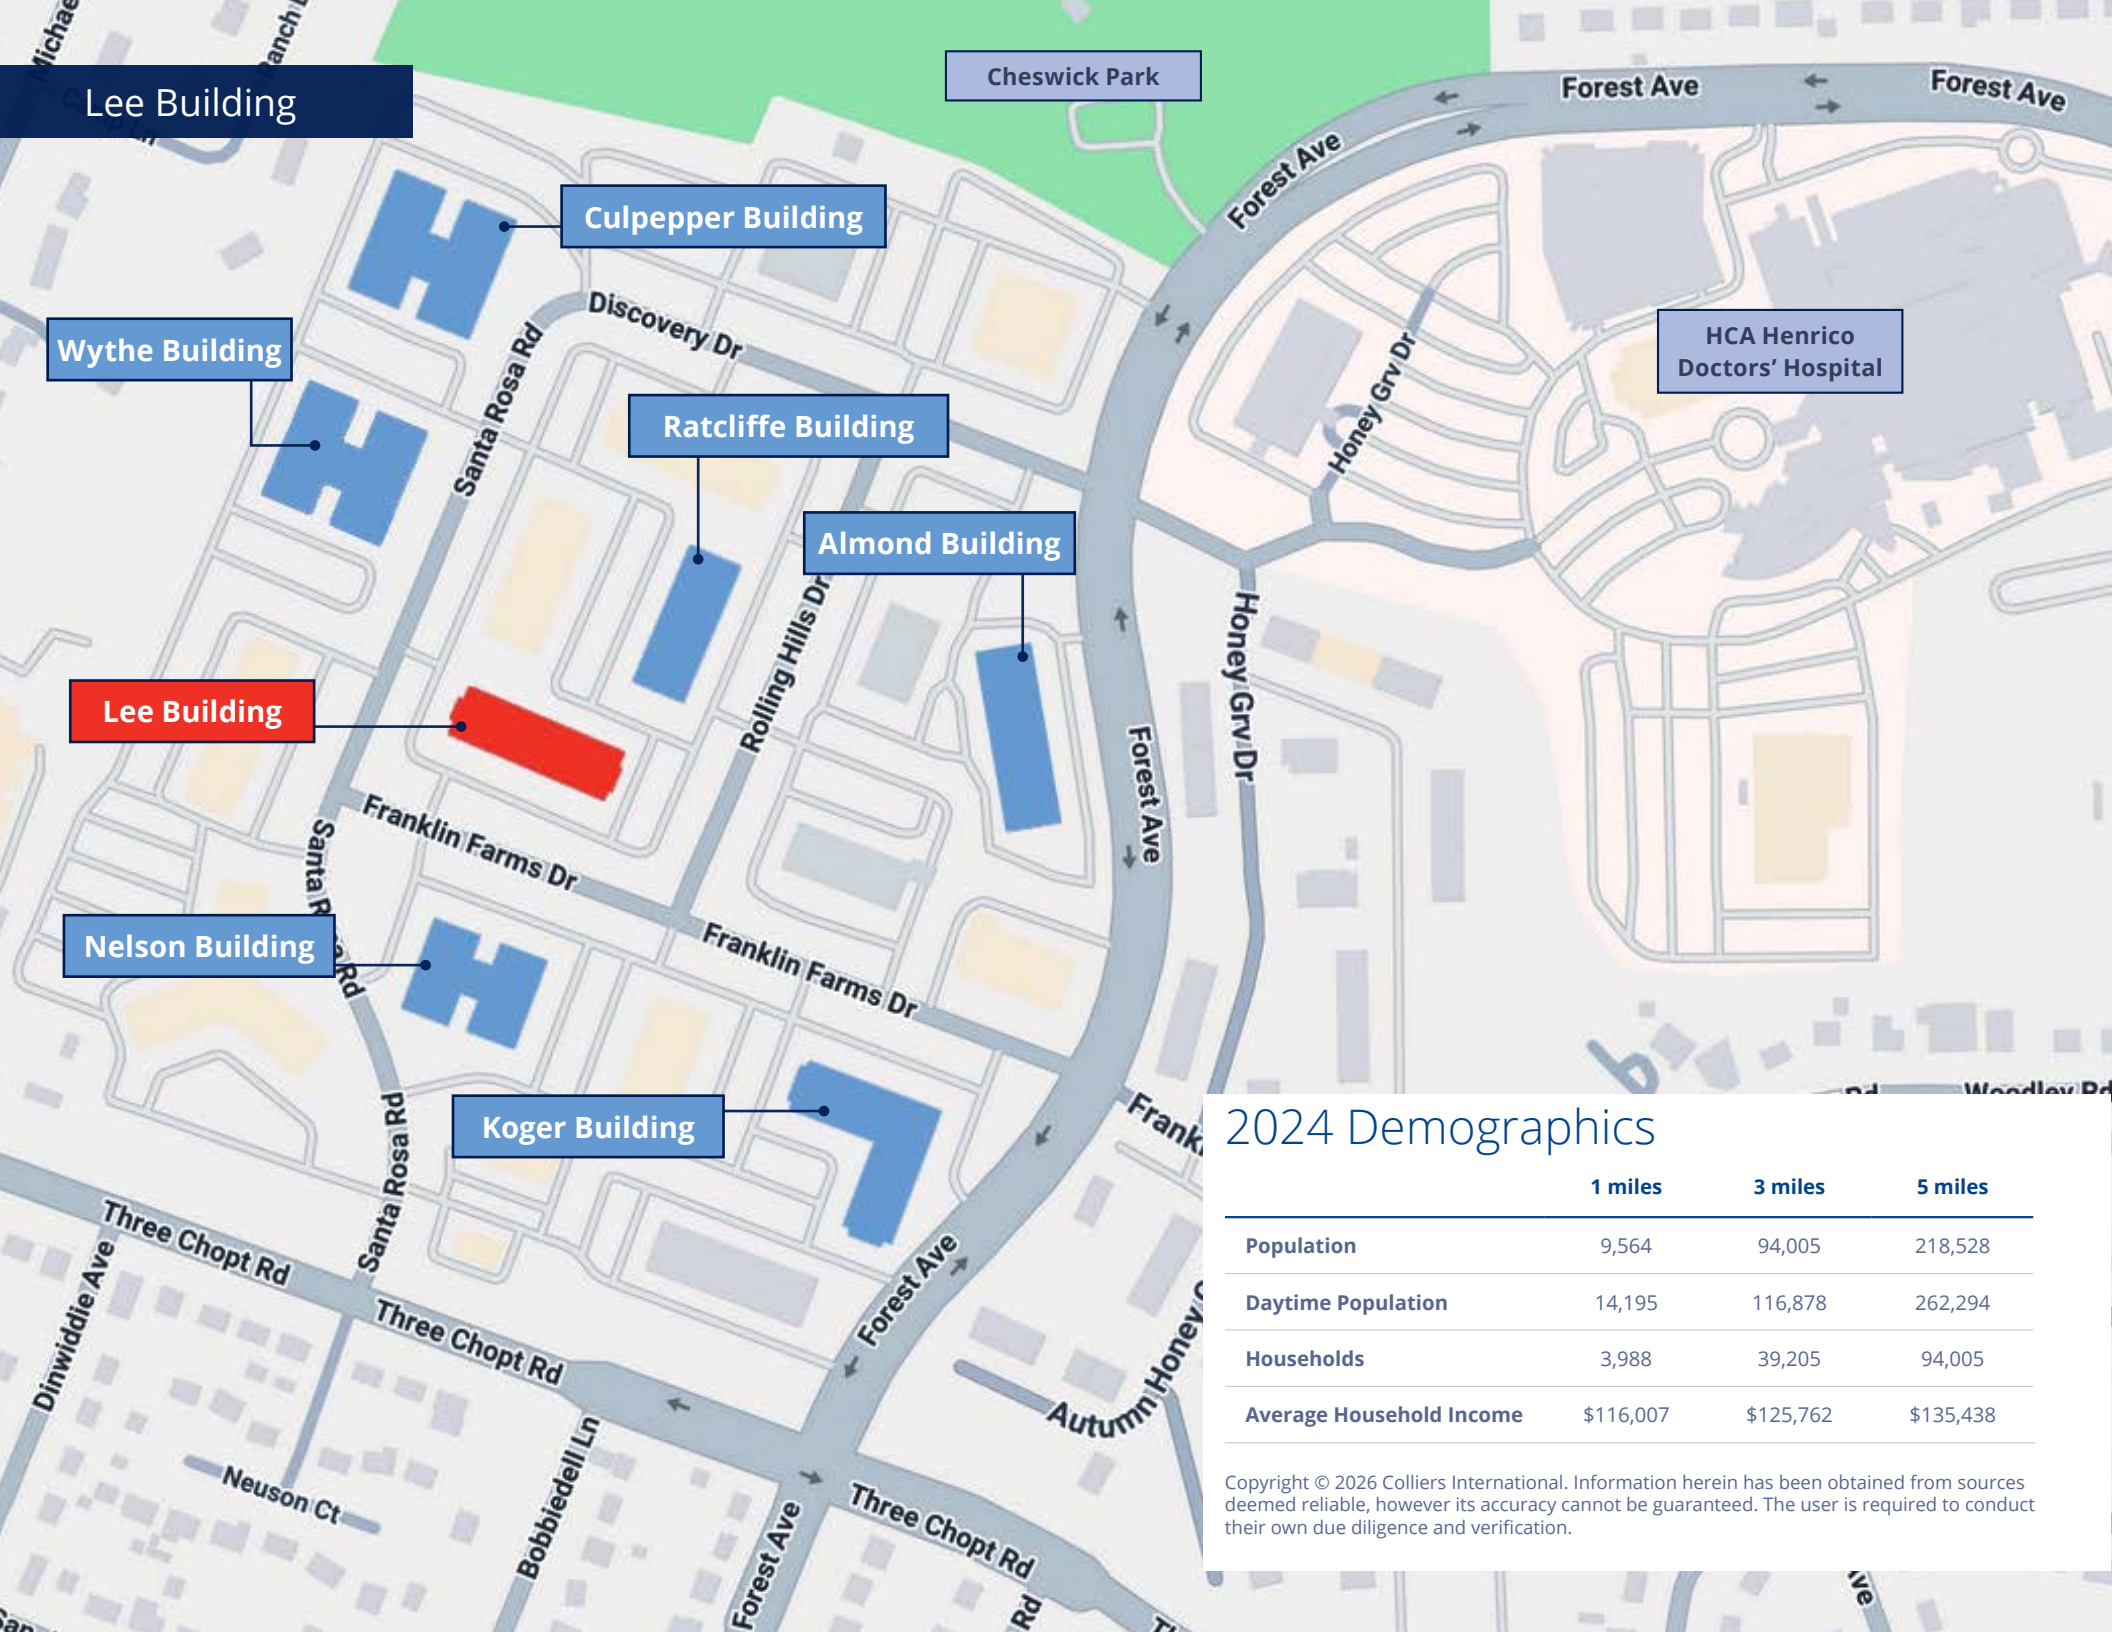 Lee Building
Cheswick Park
Forest Ave
Forest Ave
Forest Ave
Culpepper Building
Discovery Dr
Santa Rosa Rd
Wythe Building
HCA Henrico
Doctors’ Hospital
Honey Grv Dr
Ratcliffe Building
Almond Building
Rolling Hills Dr
Honey Grv Dr
Lee Building
Forest Ave
Franklin Farms Dr
Nelson Building
Franklin Farms Dr
Koger Building
Santa Rosa Rd
Woodley Rd
Three Chopt Rd
Dinwiddie Ave
Three Chopt Rd
Forest Ave
Autumn Honey
Neuson Ct
Bobbiedell Ln
Forest Ave
Three Chopt Rd
Rd
2024 Demographics
1 miles 3 miles 5 miles
Population 9,564 94,005 218,528
Daytime Population 14,195 116,878 262,294
Households 3,988 39,205 94,005
Average Household Income $116,007 $125,762 $135,438
Copyright © 2026 Colliers International. Information herein has been obtained from sources
deemed reliable, however its accuracy cannot be guaranteed. The user is required to conduct
their own due diligence and verification.